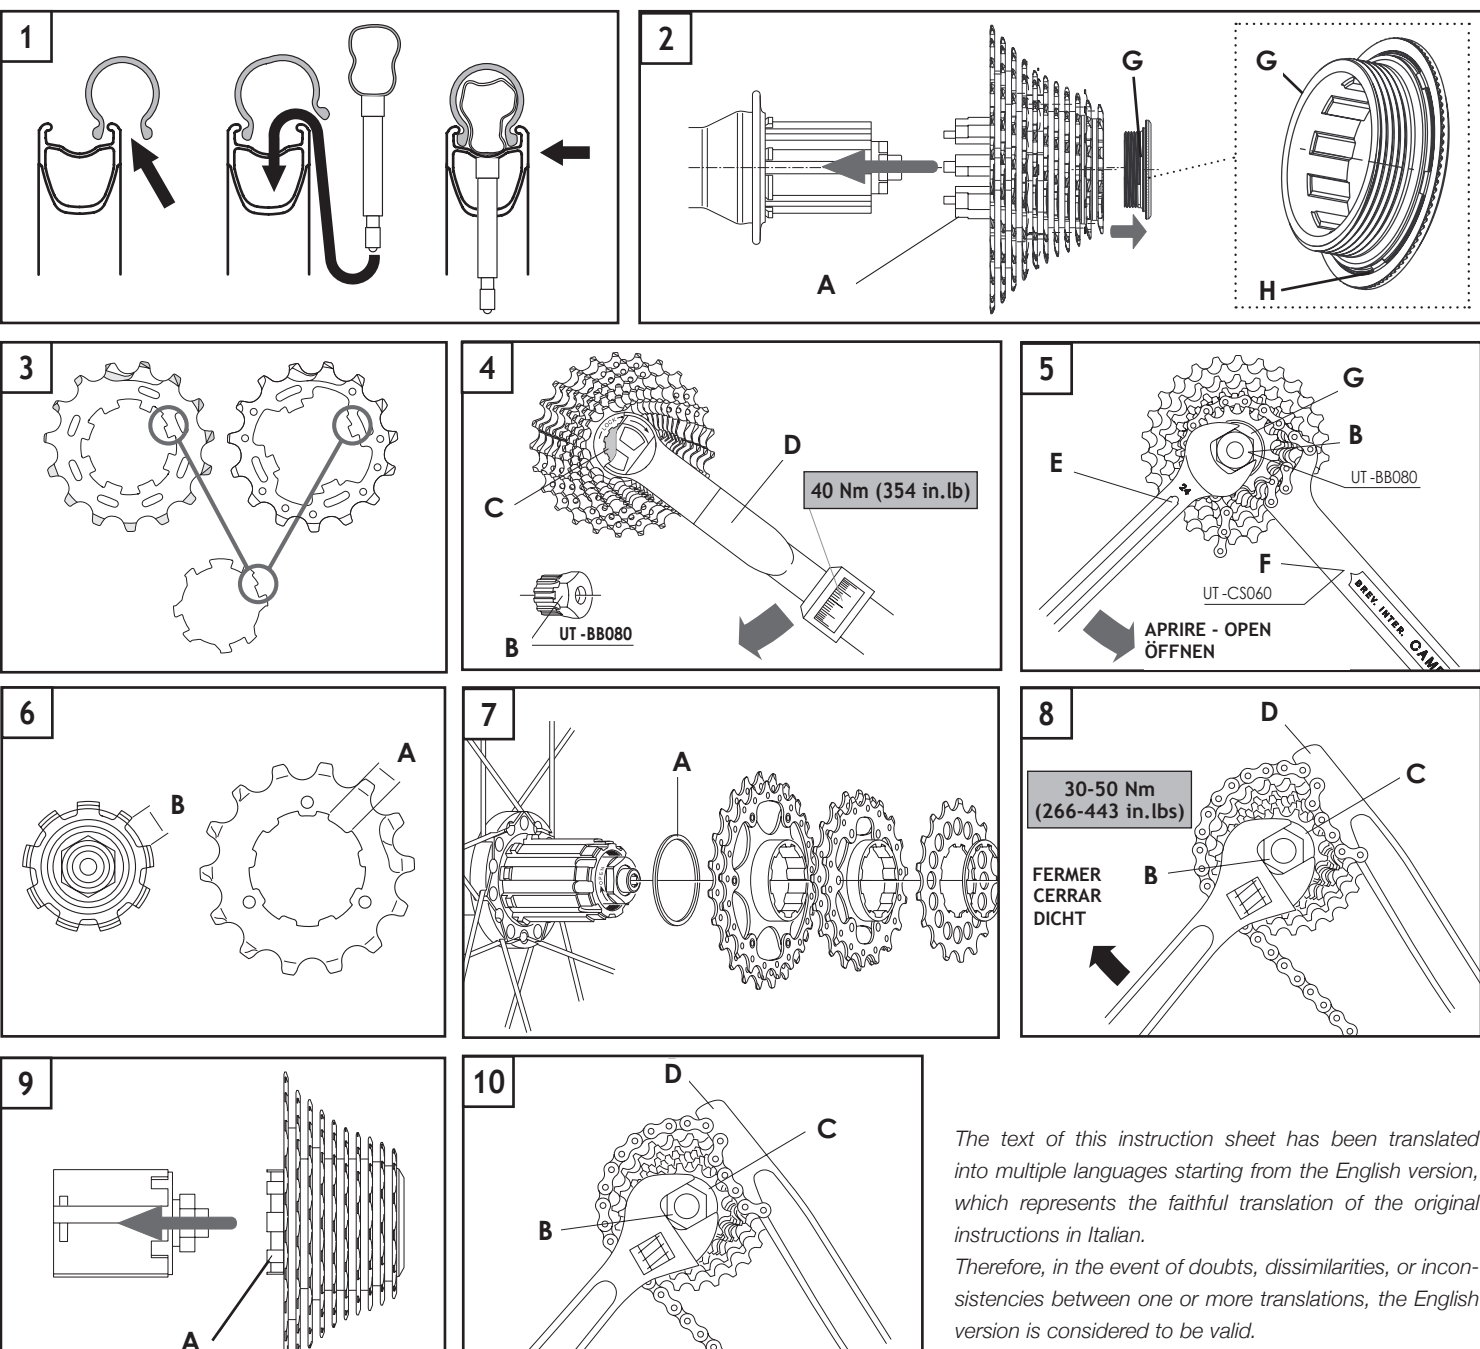 1
2
G
G
A
H
3
4
D
40 Nm (354 in.lb)
C
B
UT -BB080
5
G
B
UT -BB080
E
24
F
UT -CS060
BREV. INTER.
APRIRE - OPEN
ÖFFNEN
6
A
B
7
A
OPEN
8
D
C
30-50 Nm
(266-443 in.lbs)
B
FERMER
CERRAR
DICHT
9
A
10
D
C
B
The text of this instruction sheet has been translated
into multiple languages starting from the English version,
which represents the faithful translation of the original
instructions in Italian.
Therefore, in the event of doubts, dissimilarities, or incon-
sistencies between one or more translations, the English
version is considered to be valid.